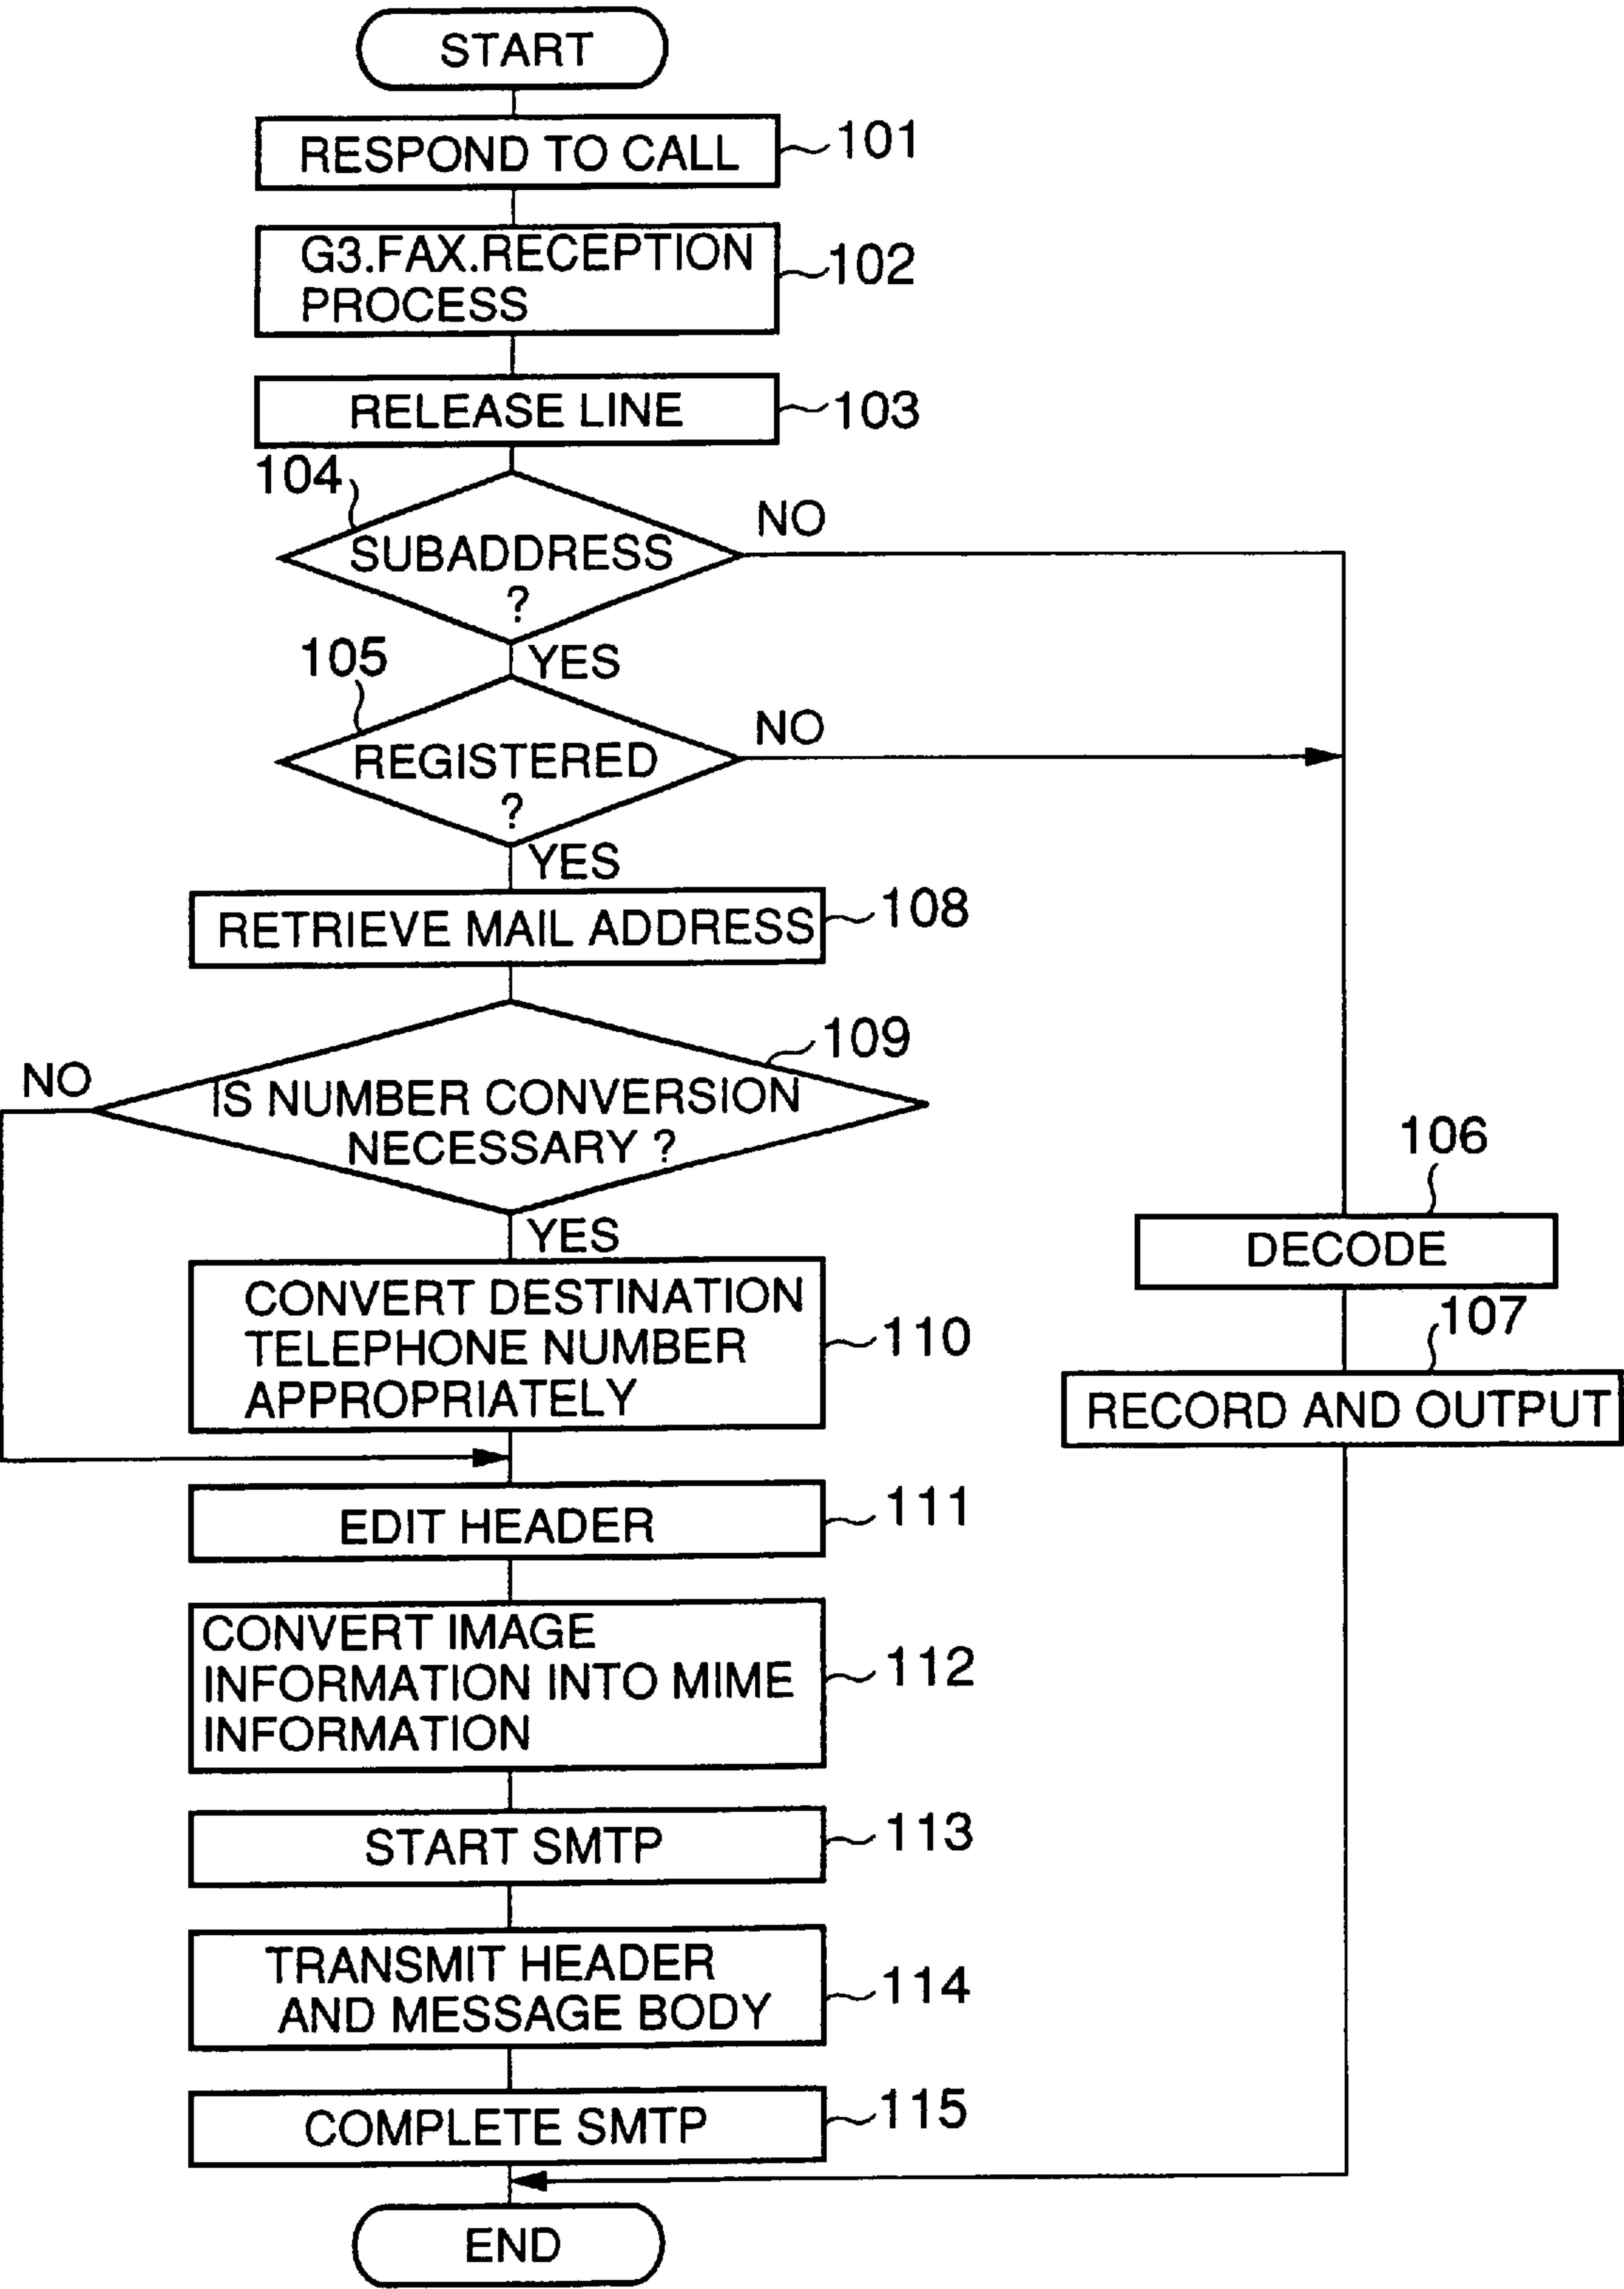 START
RESPOND TO CALL
101
G3.FAX.RECEPTION
PROCESS
102
RELEASE LINE
103
104
SUBADDRESS
?
NO
YES
105
REGISTERED
?
NO
YES
RETRIEVE MAIL ADDRESS
108
109
NO
IS NUMBER CONVERSION
NECESSARY ?
YES
106
DECODE
107
RECORD AND OUTPUT
CONVERT DESTINATION
TELEPHONE NUMBER
APPROPRIATELY
110
EDIT HEADER
111
CONVERT IMAGE
INFORMATION INTO MIME
INFORMATION
112
START SMTP
113
TRANSMIT HEADER
AND MESSAGE BODY
114
COMPLETE SMTP
115
END